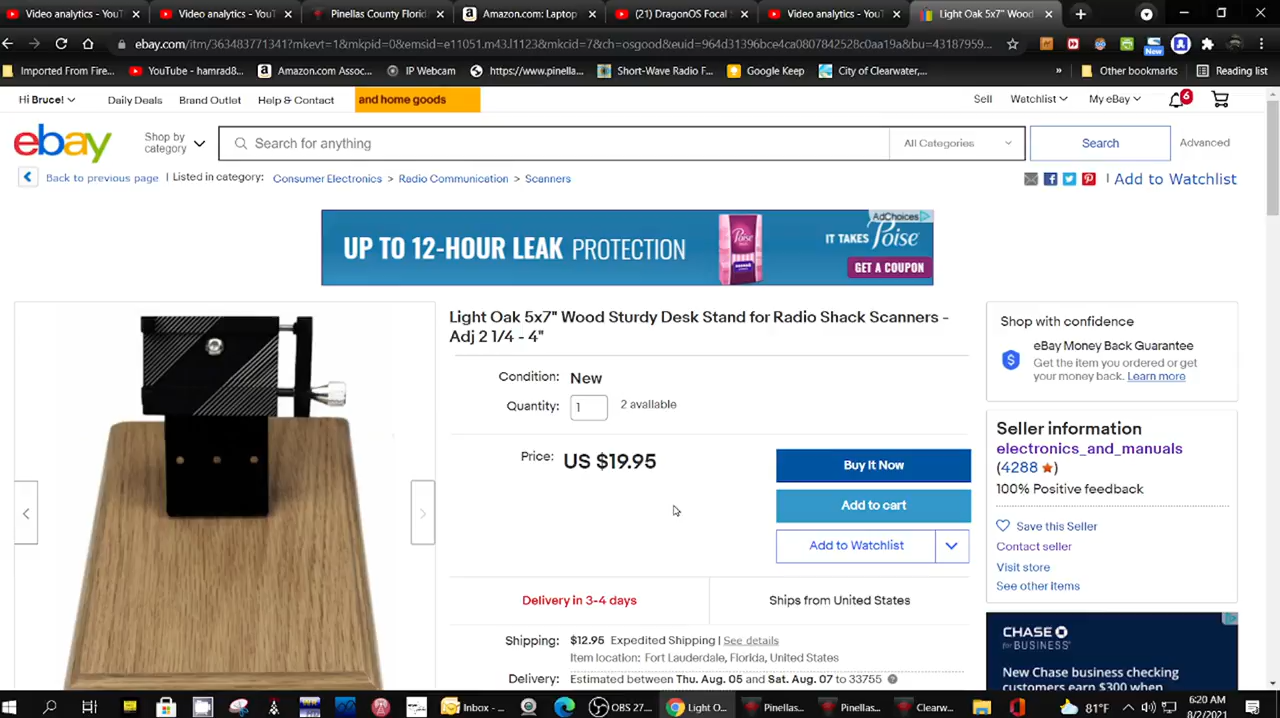 Video analytics - YouT
Video analytics - YouT
Pinellas County Florida
Amazon.com: Laptop
(21) DragonOS Focal
Video analytics - YouT
Light Oak 5x7" Wood
ebay.com/itm/363483771341?mkevt=1&mkpid=0&emsid=e11051.m43.l1123&mkcid=7&ch=osgood&euid=964d31396bce4ca0807842528c0aa19a&bu=43187959...
New
Imported From Fire...
YouTube - hamrad8...
Amazon.com Assoc...
IP Webcam
https://www.pinella...
Short-Wave Radio F...
Google Keep
City of Clearwater,...
»
Other bookmarks
Reading list
Hi Bruce!
Daily Deals
Brand Outlet
Help & Contact
and home goods
Sell
Watchlist
My eBay
6
ebay
Shop by
category
Search for anything
All Categories
Search
Advanced
Back to previous page
| Listed in category:
Consumer Electronics > Radio Communication > Scanners
| Add to Watchlist
AdChoices
UP TO 12-HOUR LEAK PROTECTION
Poise
IT TAKES Poise
GET A COUPON
Light Oak 5x7" Wood Sturdy Desk Stand for Radio Shack Scanners -
Adj 2 1/4 - 4"
Condition: New
Quantity: 1 2 available
Price: US $19.95
Buy It Now
Add to cart
Add to Watchlist
Delivery in 3-4 days
Ships from United States
Shipping: $12.95 Expedited Shipping | See details
Item location: Fort Lauderdale, Florida, United States
Delivery: Estimated between Thu. Aug. 05 and Sat. Aug. 07 to 33755
Shop with confidence
eBay Money Back Guarantee
Get the item you ordered or get
your money back. Learn more
Seller information
electronics_and_manuals
(4288 )
100% Positive feedback
Save this Seller
Contact seller
Visit store
See other items
CHASE
for BUSINESS
New Chase business checking
customers earn $300 when
Inbox - ...
OBS 27...
Light O...
Pinellas...
Pinellas...
Clearw...
81°F
6:20 AM
8/2/2021